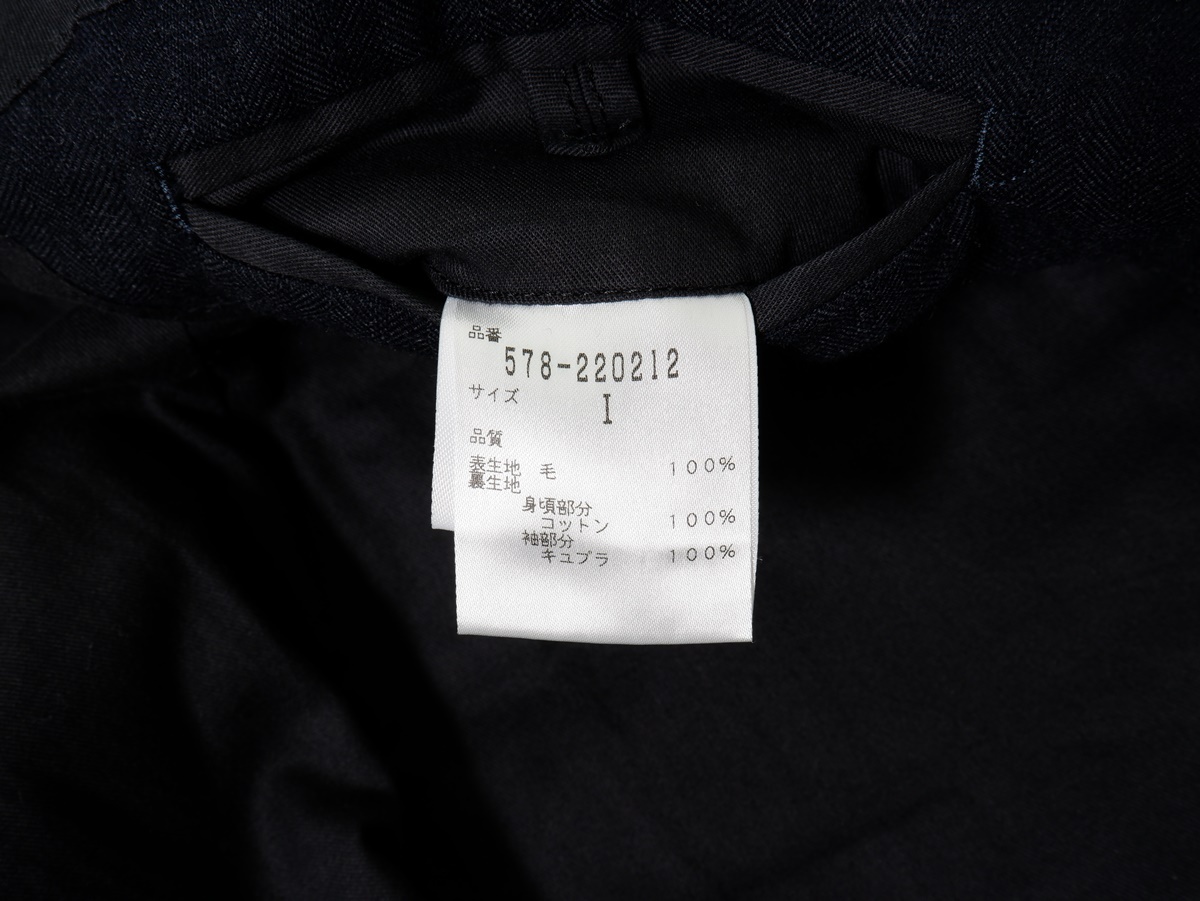 品番
578-220212
サイズ I
品質
表生地 毛 100%
裏生地
身頃部分
コットン 100%
袖部分
キュプラ 100%